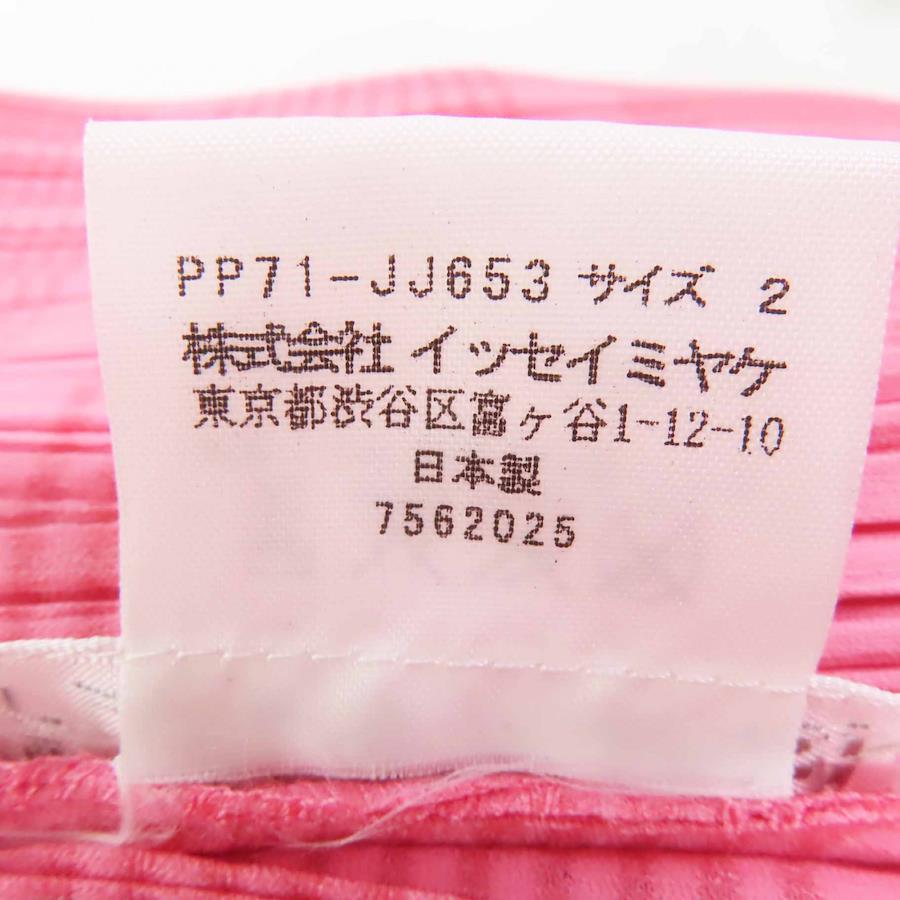 PP71-JJ653 サイズ 2
株式会社 イッセイミヤケ
東京都渋谷区富ヶ谷1-12-10
日本製
7562025